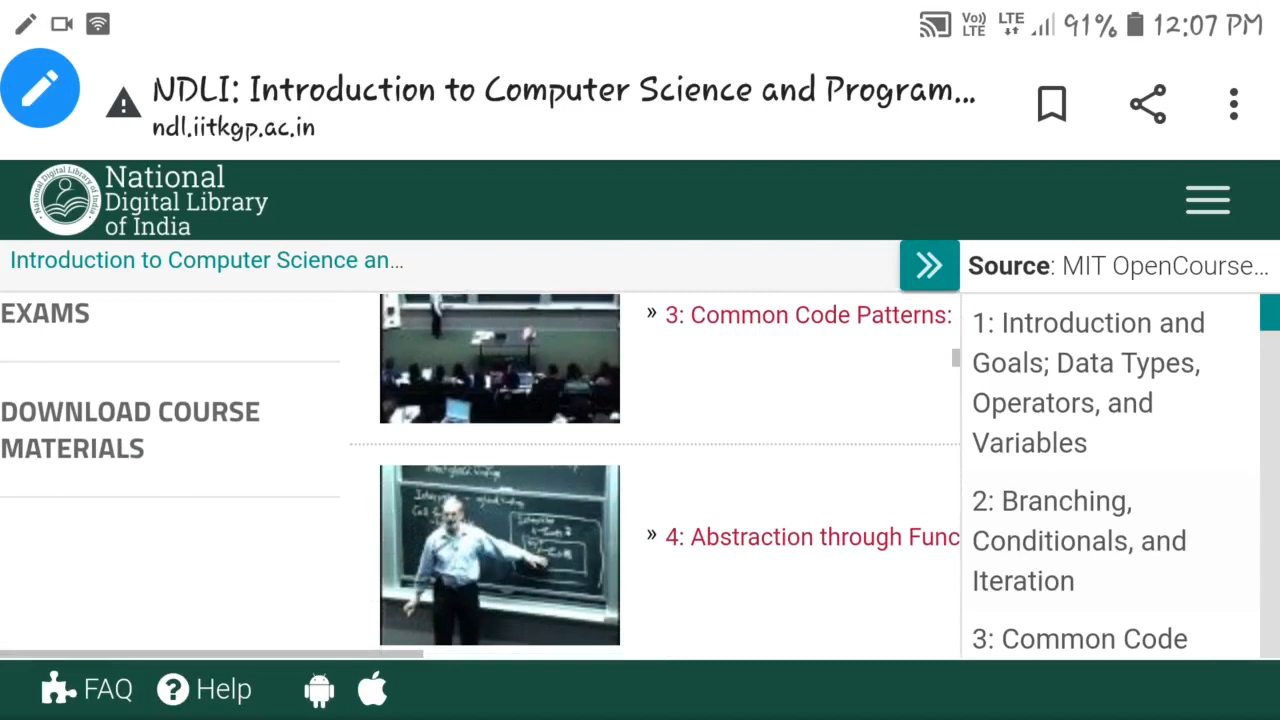 Vo)) LTE LTE 91% 12:07 PM
NDLI: Introduction to Computer Science and Program...
ndl.iitkgp.ac.in
National
Digital Library
of India
Introduction to Computer Science an...
Source: MIT OpenCourse...
EXAMS
DOWNLOAD COURSE
MATERIALS
» 3: Common Code Patterns:
» 4: Abstraction through Func
1: Introduction and
Goals; Data Types,
Operators, and
Variables
2: Branching,
Conditionals, and
Iteration
3: Common Code
FAQ
Help